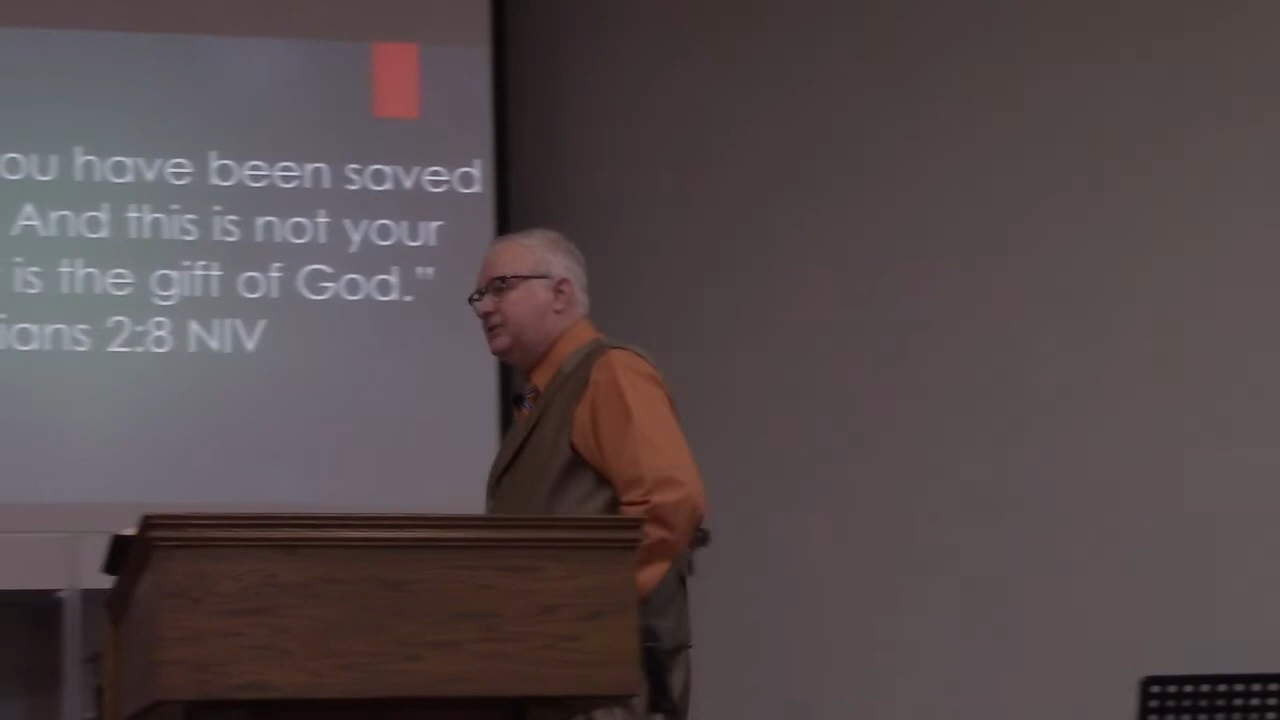 ou have been saved
And this is not your
is the gift of God."
ians 2:8 NIV